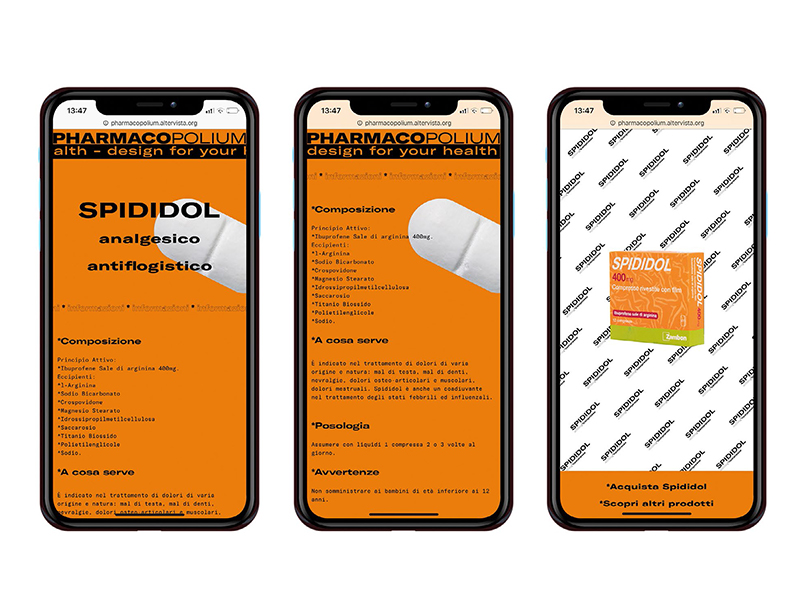 13:47
pharmacopolium.altervista.org
PHARMACOPOLIUM
alth – design for your h
SPIDIDOL
analgesico
antiflogistico
i * informazioni * informazioni * informazioni
*Composizione
Principio Attivo:
*Ibuprofene Sale di arginina 400mg.
Eccipienti:
*l-Arginina
*Sodio Bicarbonato
*Crospovidone
*Magnesio Stearato
*Idrossipropilmetilcellulosa
*Saccarosio
*Titanio Biossido
*Polietilenglicole
*Sodio.
*A cosa serve
È indicato nel trattamento di dolori di varia
origine e natura: mal di testa, mal di denti,
nevralgie, dolori osteo-articolari e muscolari,
13:47
pharmacopolium.altervista.org
PHARMACOPOLIUM
design for your health
* informazioni * informazioni * informazioni
*Composizione
Principio Attivo:
*Ibuprofene Sale di arginina 400mg.
Eccipienti:
*l-Arginina
*Sodio Bicarbonato
*Crospovidone
*Magnesio Stearato
*Idrossipropilmetilcellulosa
*Saccarosio
*Titanio Biossido
*Polietilenglicole
*Sodio.
*A cosa serve
È indicato nel trattamento di dolori di varia
origine e natura: mal di testa, mal di denti,
nevralgie, dolori osteo-articolari e muscolari,
dolori mestruali. Spididol è anche un coadiuvante
nel trattamento degli stati febbrili ed influenzali.
*Posologia
Assumere con liquidi 1 compressa 2 o 3 volte al
giorno.
*Avvertenze
Non somministrare ai bambini di età inferiore ai 12
anni.
13:47
pharmacopolium.altervista.org
SPIDIDOL
SPIDIDOL
400mg
Compresse rivestite con film
Ibuprofene sale di arginina
12 compresse
Zambon
SPIDIDOL
400
*Acquista Spididol
*Scopri altri prodotti